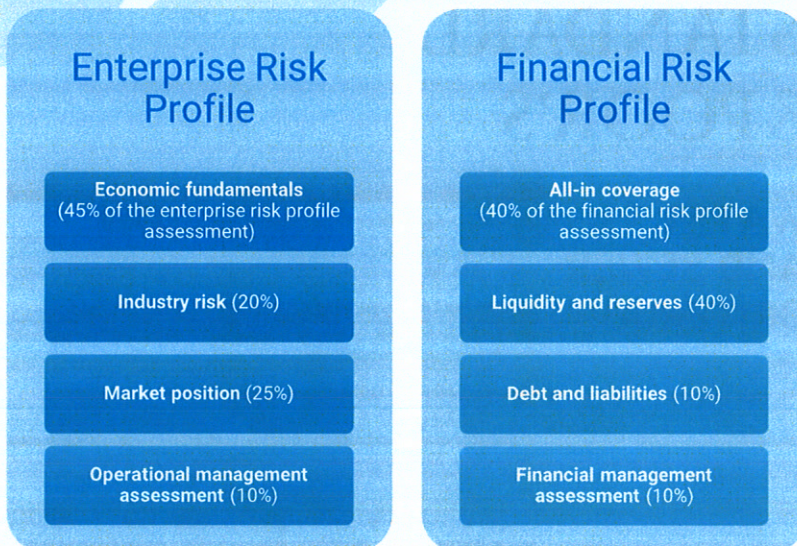 Enterprise Risk
Profile
Economic fundamentals
(45% of the enterprise risk profile
assessment)
Industry risk (20%)
Market position (25%)
Operational management
assessment (10%)
Financial Risk
Profile
All-in coverage
(40% of the financial risk profile
assessment)
Liquidity and reserves (40%)
Debt and liabilities (10%)
Financial management
assessment (10%)